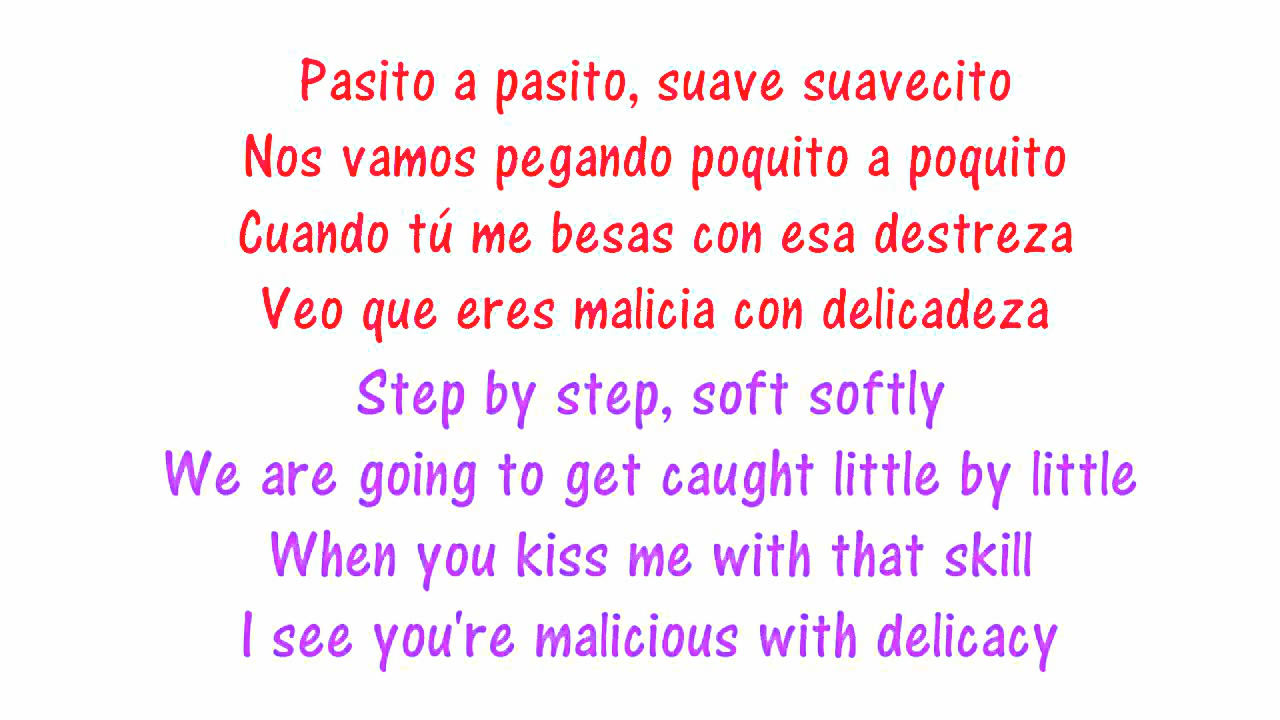 Pasito a pasito, suave suavecito
Nos vamos pegando poquito a poquito
Cuando tú me besas con esa destreza
Veo que eres malicia con delicadeza
Step by step, soft softly
We are going to get caught little by little
When you kiss me with that skill
I see you're malicious with delicacy